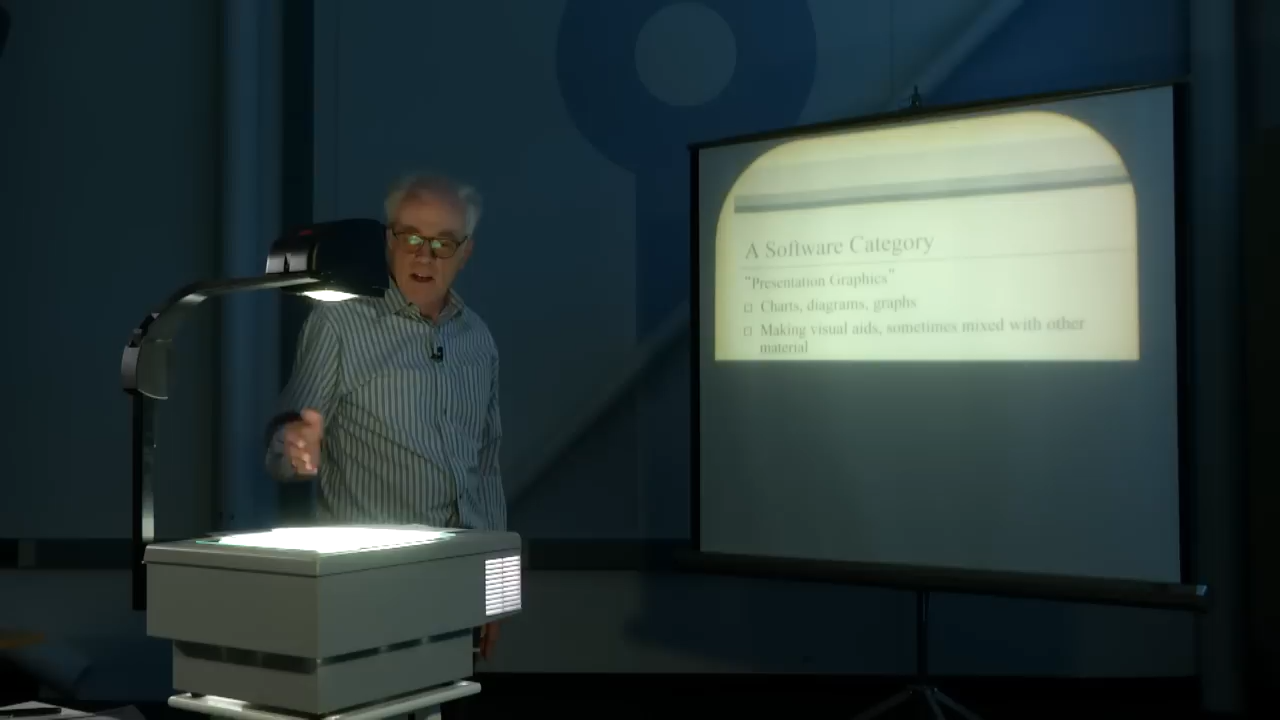 A Software Category
"Presentation Graphics"
Charts, diagrams, graphs
Making visual aids, sometimes mixed with other
material